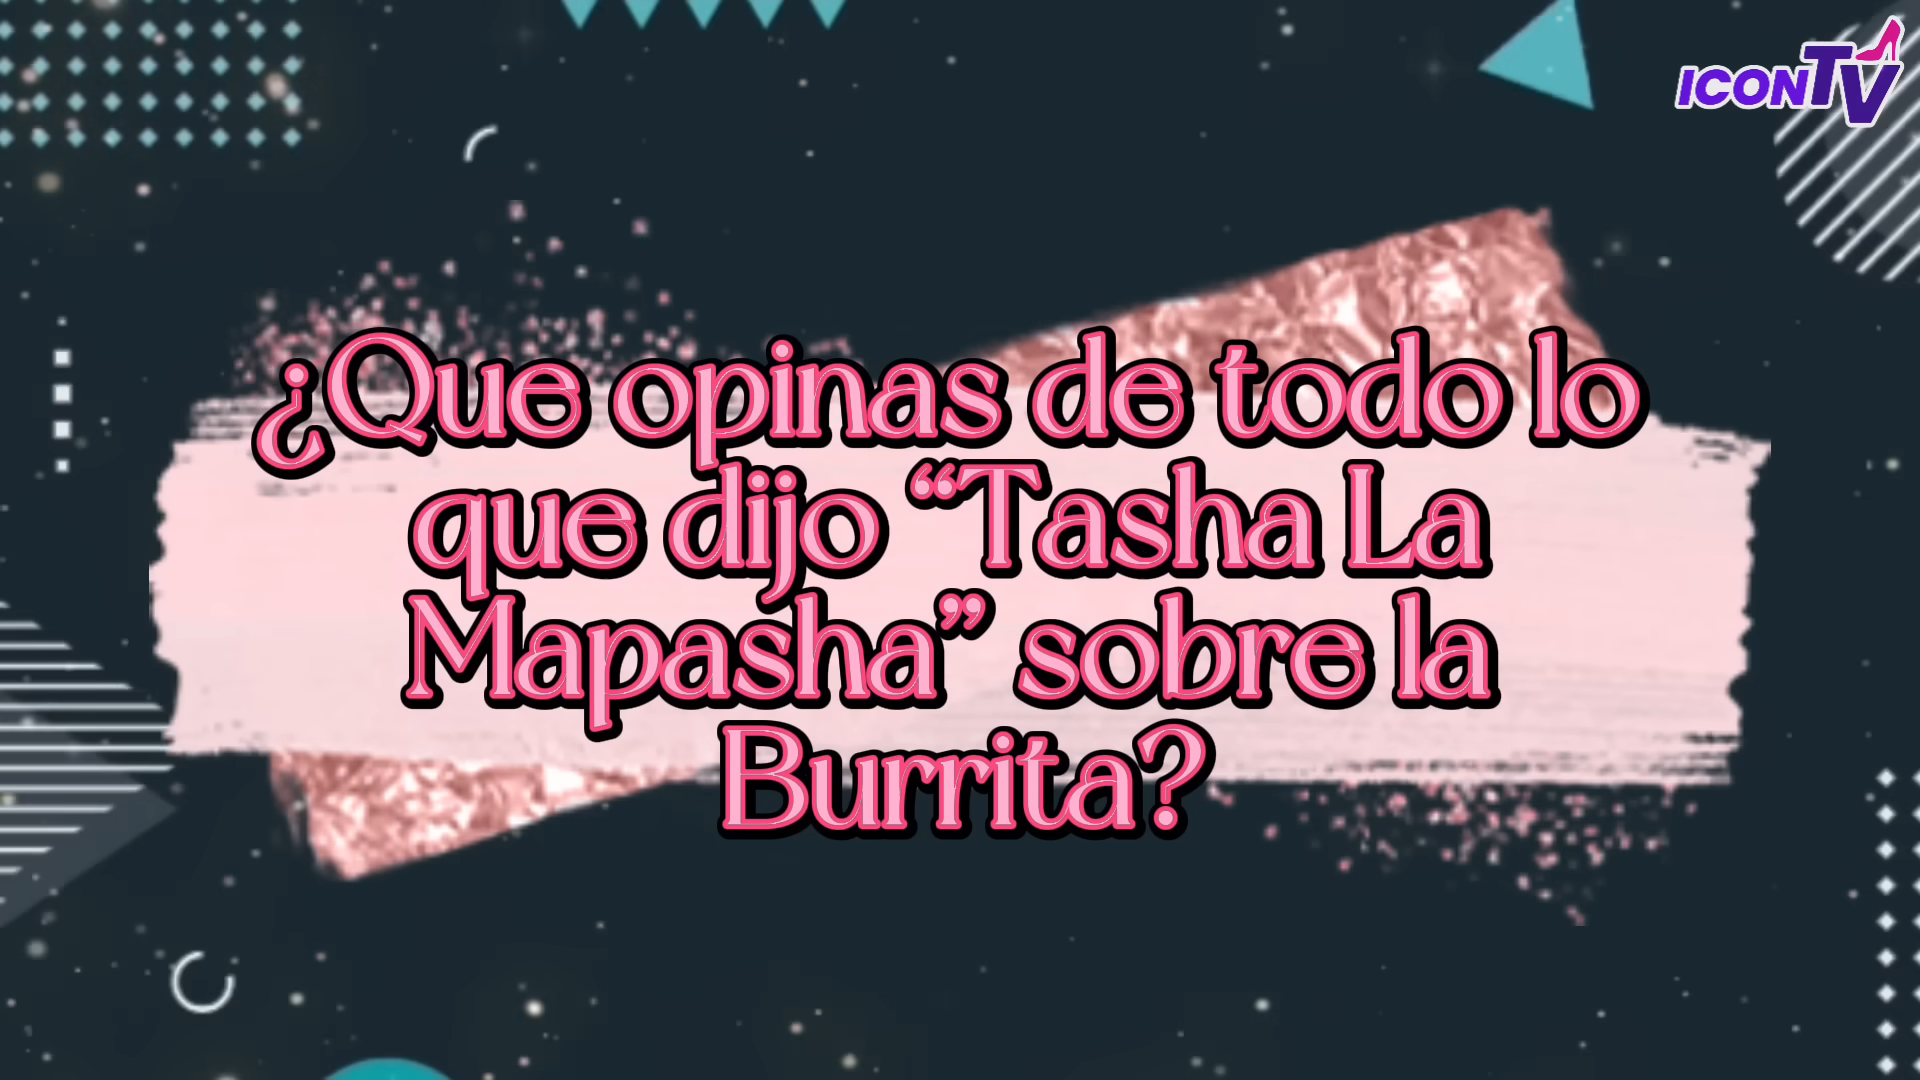 ICONTV
¿Que opinas de todo lo
que dijo “Tasha La
Mapasha” sobre la
Burrita?